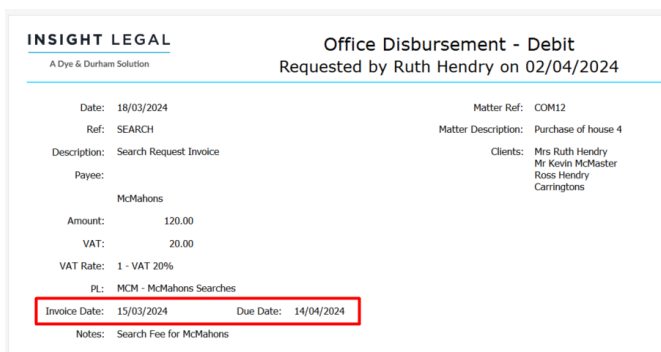 INSIGHT LEGAL
A Dye & Durham Solution
Office Disbursement - Debit
Requested by Ruth Hendry on 02/04/2024
Date: 18/03/2024
Ref: SEARCH
Description: Search Request Invoice
Payee:
McMahons
Amount: 120.00
VAT: 20.00
VAT Rate: 1 - VAT 20%
PL: MCM - McMahons Searches
Invoice Date: 15/03/2024 Due Date: 14/04/2024
Notes: Search Fee for McMahons
Matter Ref: COM12
Matter Description: Purchase of house 4
Clients: Mrs Ruth Hendry
Mr Kevin McMaster
Ross Hendry
Carringtons